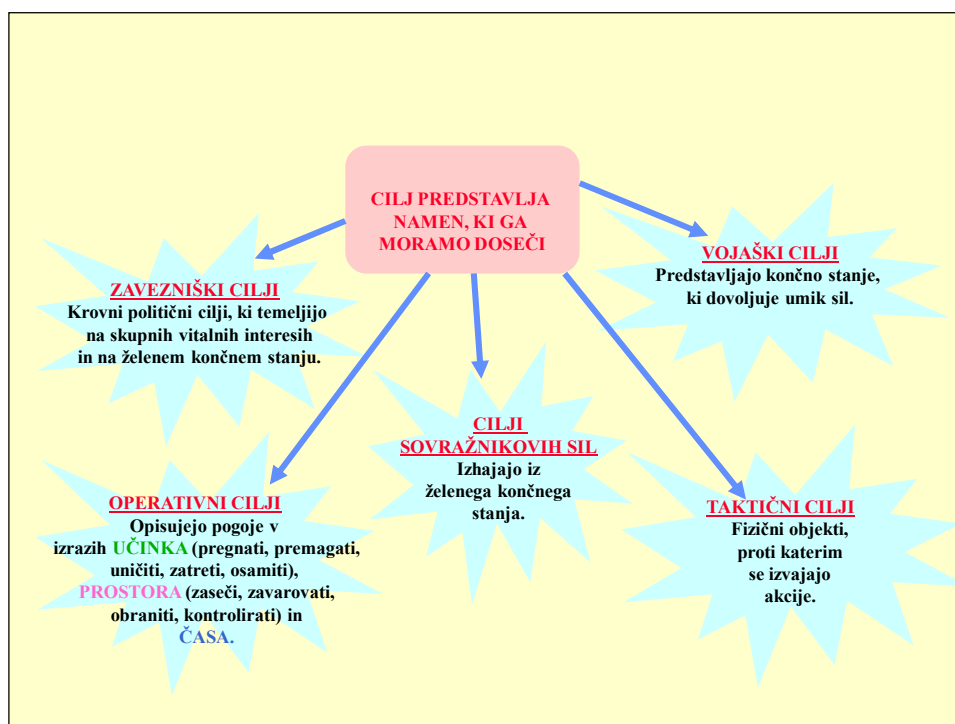 CILJ PREDSTAVLJA
NAMEN, KI GA
MORAMO DOSEČI
ZAVEZNIŠKI CILJI
Krovni politični cilji, ki temeljijo
na skupnih vitalnih interesih
in na želenem končnem stanju.
VOJAŠKI CILJI
Predstavljajo končno stanje,
ki dovoljuje umik sil.
OPERATIVNI CILJI
Opisujejo pogoje v
izrazih UČINKA (pregnati, premagati,
uničiti, zatreti, osamiti),
PROSTORA (zaseči, zavarovati,
obraniti, kontrolirati) in
ČASA.
CILJI
SOVRAŽNIKOVIH SIL
Izhajajo iz
želenega končnega
stanja.
TAKTIČNI CILJI
Fizični objekti,
proti katerim
se izvajajo
akcije.